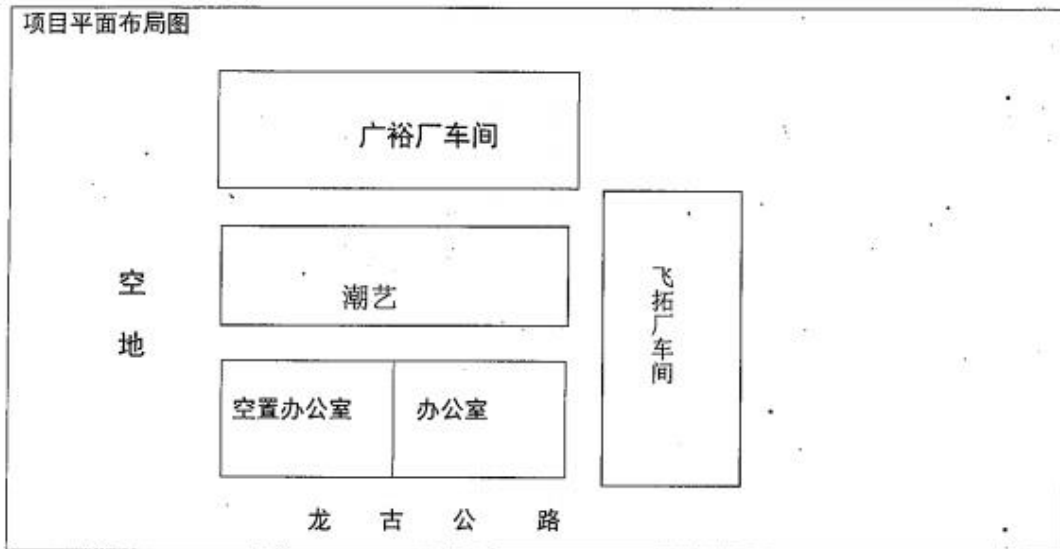 项目平面布局图
广裕厂车间
潮艺
空地
飞拓厂车间
空置办公室 办公室
龙古公路